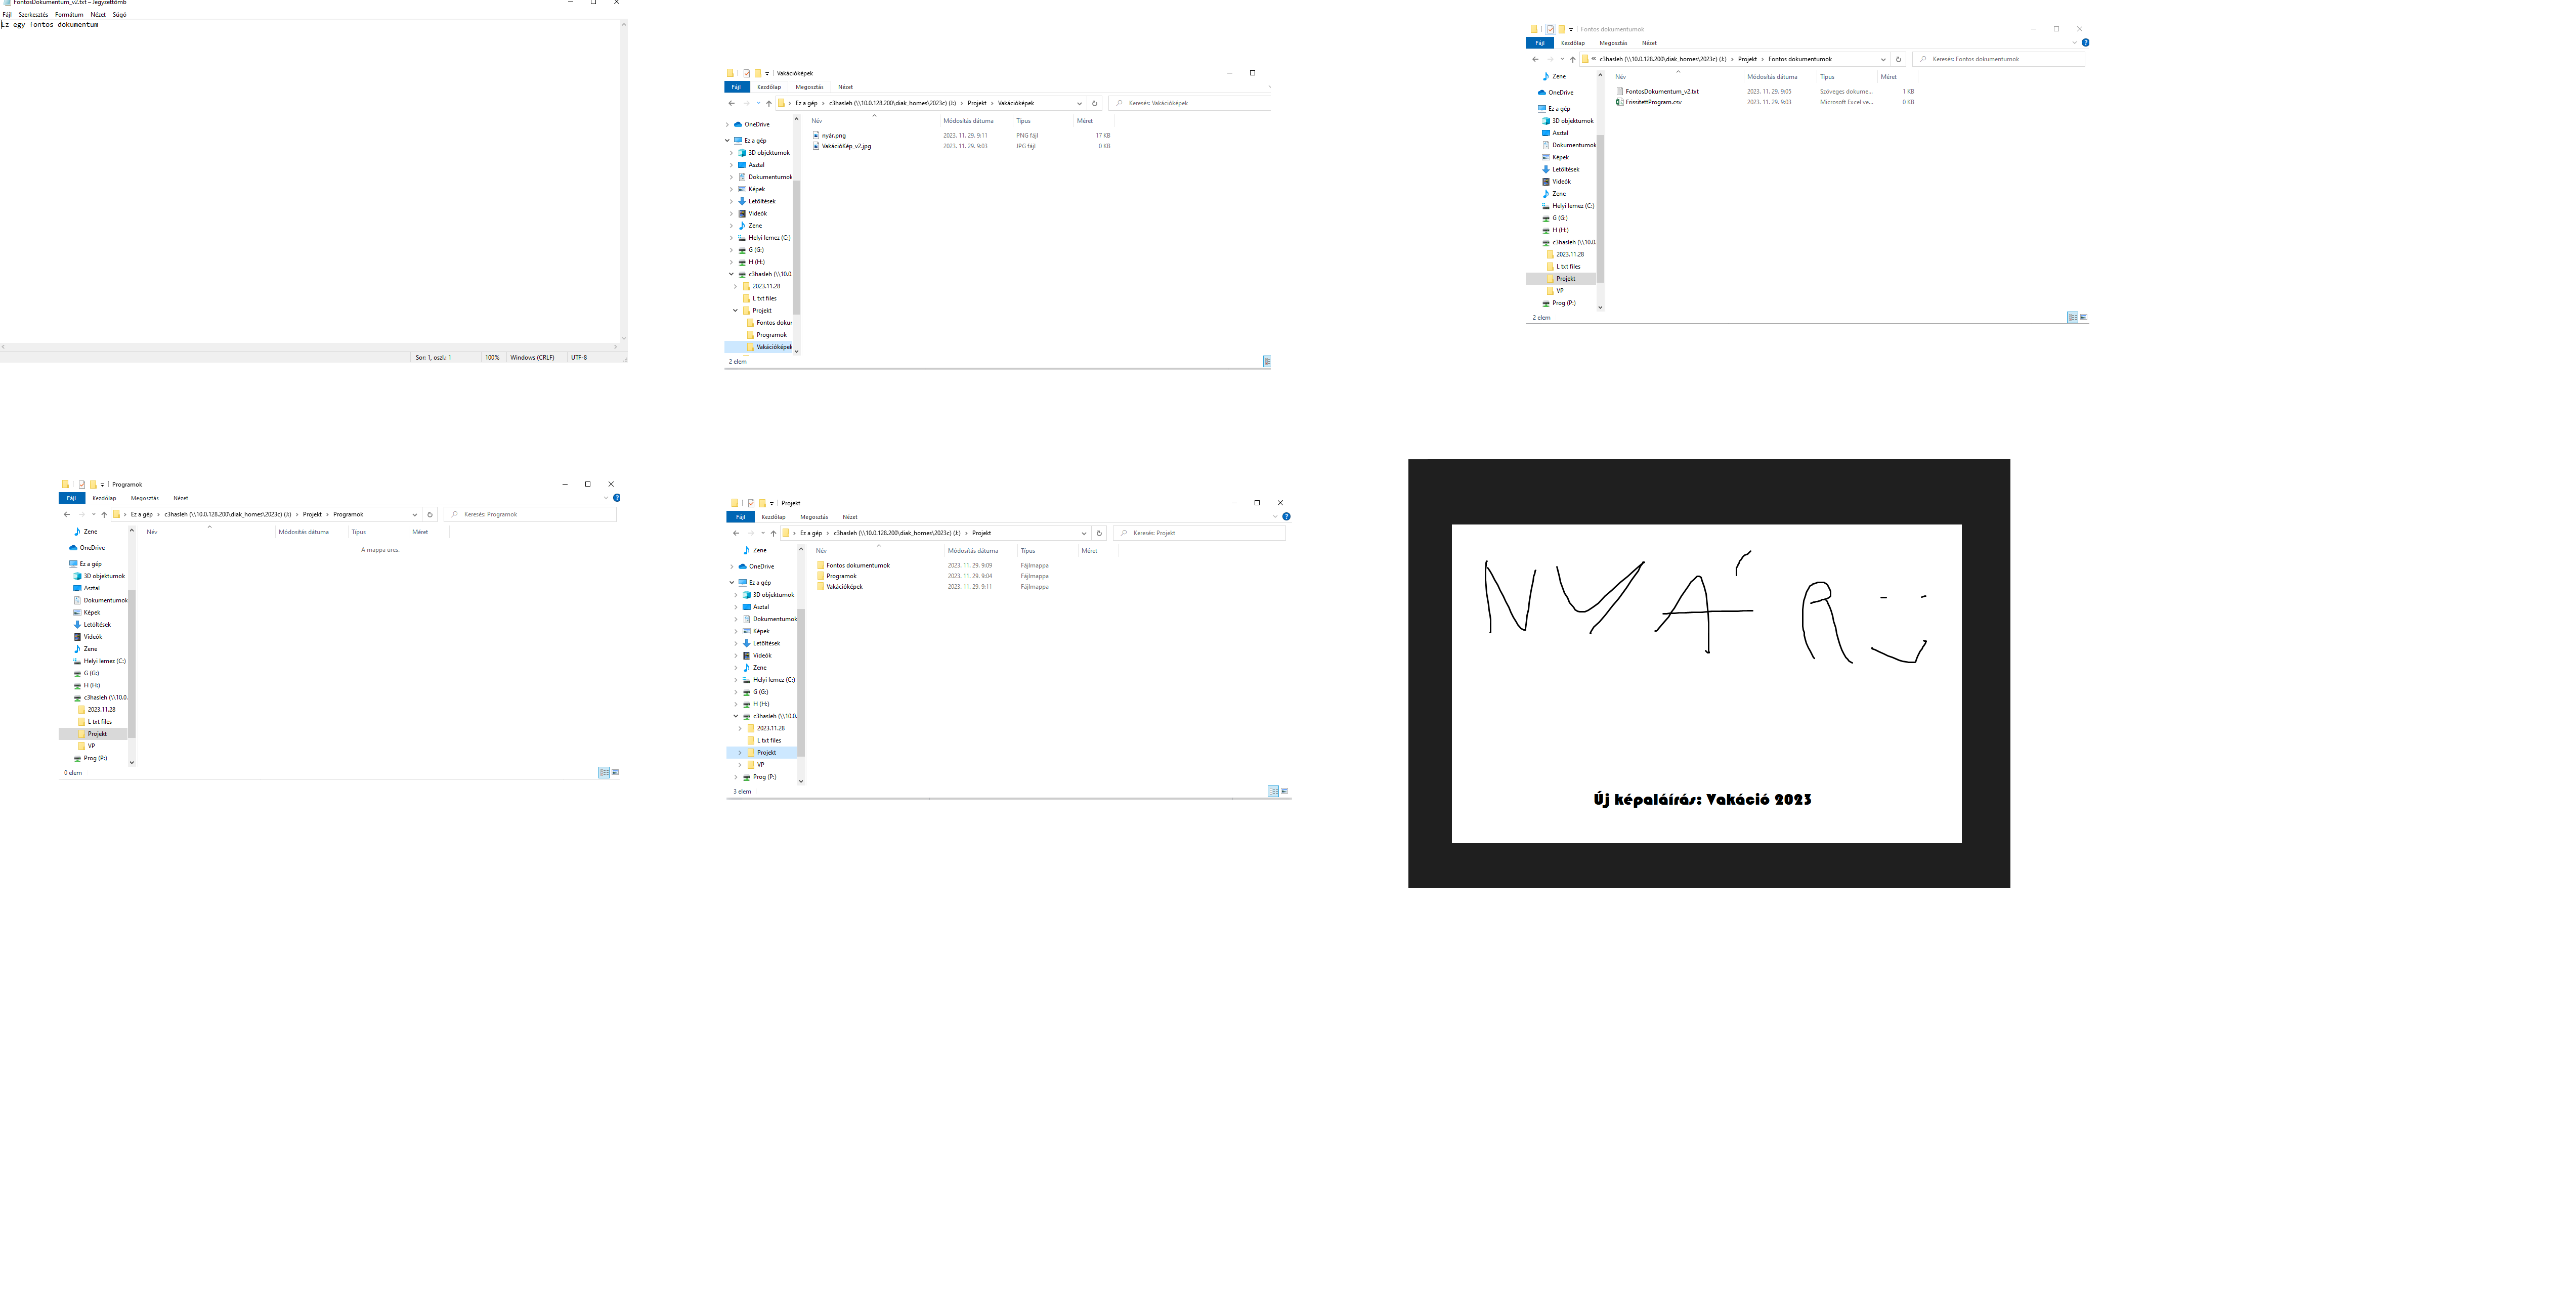 FontosDokumentum_v2.txt – Jegyzettömb
Fájl Szerkesztés Formátum Nézet Súgó
Ez egy fontos dokumentum
Sor: 1, oszl.: 1 100% Windows (CRLF) UTF-8
Vakációképek
Fájl Kezdőlap Megosztás Nézet
Ez a gép › c3hasleh (\\10.0.128.200\diak_homes\2023c) (J:) › Projekt › Vakációképek
Keresés: Vakációképek
Név Módosítás dátuma Típus Méret
nyár.png 2023. 11. 29. 9:11 PNG fájl 17 KB
VakációKép_v2.jpg 2023. 11. 29. 9:03 JPG fájl 0 KB
OneDrive
Ez a gép
3D objektumok
Asztal
Dokumentumok
Képek
Letöltések
Videók
Zene
Helyi lemez (C:)
G (G:)
H (H:)
c3hasleh (\\10.0.
2023.11.28
L txt files
Projekt
Fontos dokur
Programok
Vakációképek
2 elem
Fontos dokumentumok
Fájl Kezdőlap Megosztás Nézet
« c3hasleh (\\10.0.128.200\diak_homes\2023c) (J:) › Projekt › Fontos dokumentumok
Keresés: Fontos dokumentumok
Név Módosítás dátuma Típus Méret
FontosDokumentum_v2.txt 2023. 11. 29. 9:05 Szöveges dokume... 1 KB
FrissitettProgram.csv 2023. 11. 29. 9:03 Microsoft Excel ve... 0 KB
Zene
OneDrive
Ez a gép
3D objektumok
Asztal
Dokumentumok
Képek
Letöltések
Videók
Zene
Helyi lemez (C:)
G (G:)
H (H:)
c3hasleh (\\10.0.
2023.11.28
L txt files
Projekt
VP
Prog (P:)
2 elem
Programok
Fájl Kezdőlap Megosztás Nézet
Ez a gép › c3hasleh (\\10.0.128.200\diak_homes\2023c) (J:) › Projekt › Programok
Keresés: Programok
Név Módosítás dátuma Típus Méret
A mappa üres.
Zene
OneDrive
Ez a gép
3D objektumok
Asztal
Dokumentumok
Képek
Letöltések
Videók
Zene
Helyi lemez (C:)
G (G:)
H (H:)
c3hasleh (\\10.0.
2023.11.28
L txt files
Projekt
VP
Prog (P:)
0 elem
Projekt
Fájl Kezdőlap Megosztás Nézet
Ez a gép › c3hasleh (\\10.0.128.200\diak_homes\2023c) (J:) › Projekt
Keresés: Projekt
Név Módosítás dátuma Típus Méret
Fontos dokumentumok 2023. 11. 29. 9:09 Fájlmappa
Programok 2023. 11. 29. 9:04 Fájlmappa
Vakációképek 2023. 11. 29. 9:11 Fájlmappa
Zene
OneDrive
Ez a gép
3D objektumok
Asztal
Dokumentumok
Képek
Letöltések
Videók
Zene
Helyi lemez (C:)
G (G:)
H (H:)
c3hasleh (\\10.0.
2023.11.28
L txt files
Projekt
VP
Prog (P:)
3 elem
NYÁR
Új képaláírás: Vakáció 2023